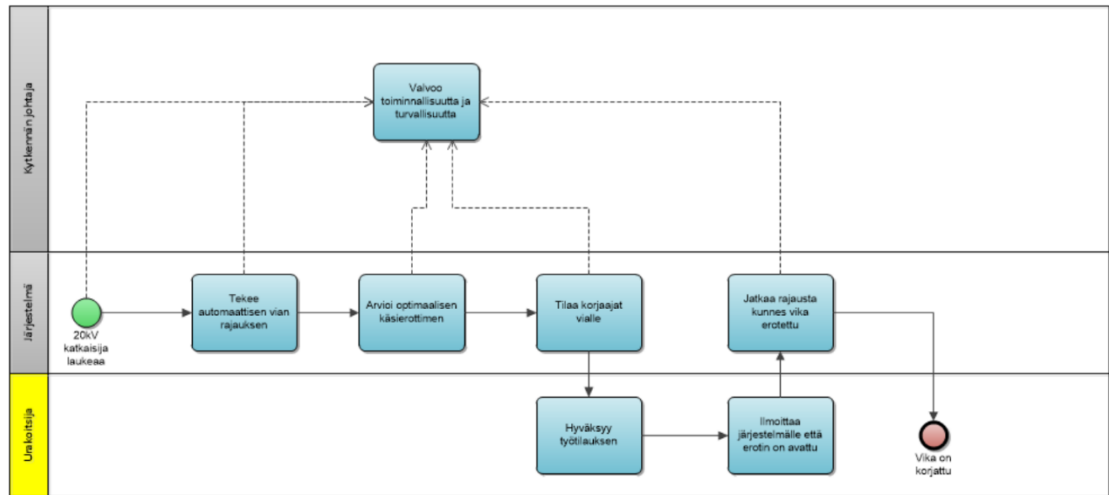 Kytkennän johtaja
Valvoo
toiminnallisuutta ja
turvallisuutta
Järjestelmä
20kV
katkaisija
laukeaa
Tekee
automaattisen vian
rajauksen
Arvioi optimaalisen
käsierottimen
Tilaa korjaajat
vialle
Jatkaa rajausta
kunnes vika
erotettu
Urakoitsija
Hyväksyy
työtilauksen
Ilmoittaa
järjestelmälle että
erotin on avattu
Vika on
korjattu